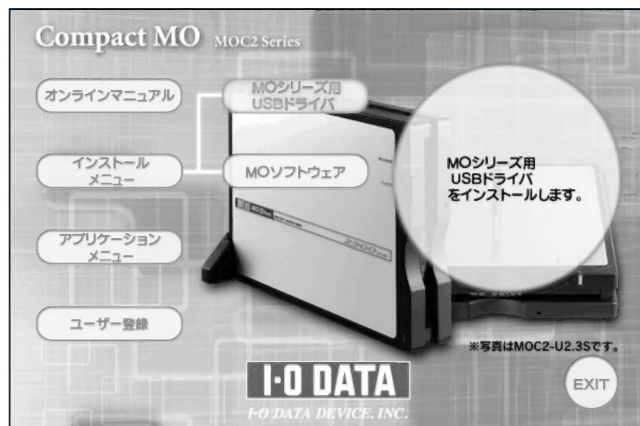 Compact MO MOC2 Series
オンラインマニュアル
MOシリーズ用
USBドライバ
インストール
メニュー
MOソフトウェア
MOシリーズ用
USBドライバ
をインストールします。
アプリケーション
メニュー
2300
ユーザー登録
※写真はMOC2-U2.3Sです。
I-O DATA
I-O DATA DEVICE, INC.
EXIT